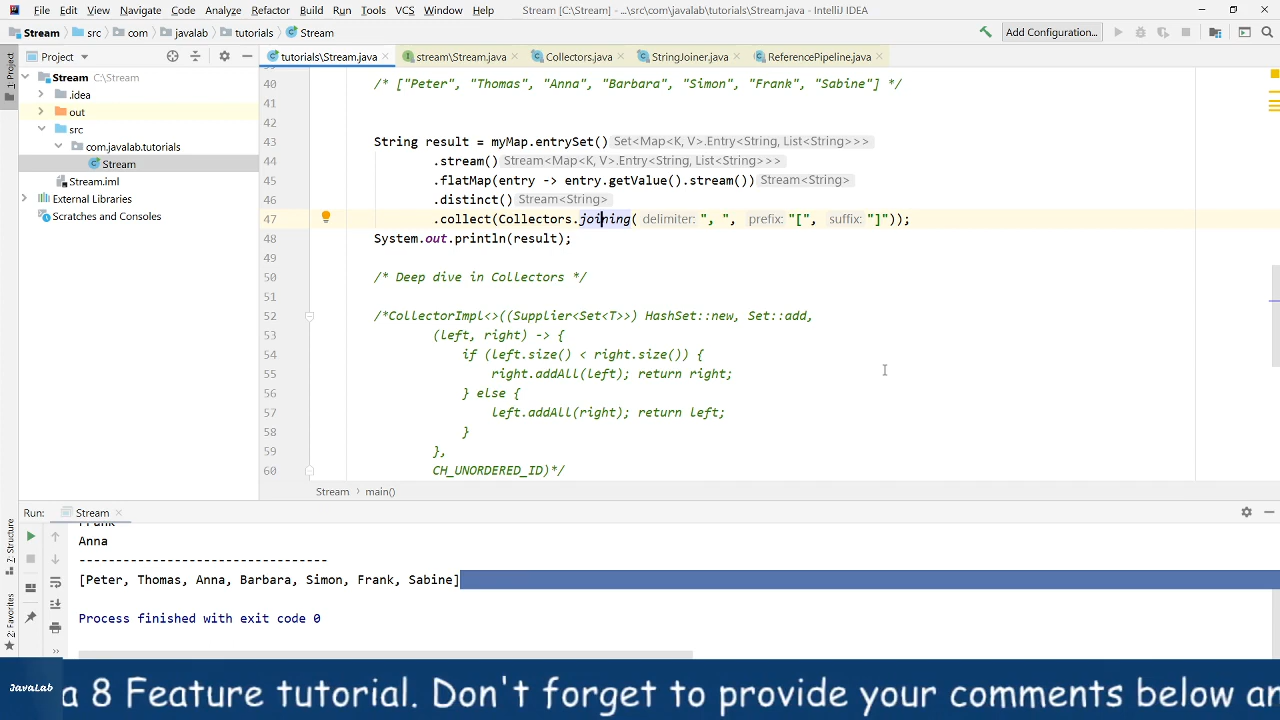 File Edit View Navigate Code Analyze Refactor Build Run Tools VCS Window Help Stream [C:\Stream] - ...\src\com\javalab\tutorials\Stream.java - IntelliJ IDEA
Stream src com javalab tutorials Stream Add Configuration...
Project tutorials\Stream.java stream\Stream.java Collectors.java StringJoiner.java ReferencePipeline.java
1: Project
Stream C:\Stream
.idea
out
src
com.javalab.tutorials
Stream
Stream.iml
External Libraries
Scratches and Consoles
40 /* ["Peter", "Thomas", "Anna", "Barbara", "Simon", "Frank", "Sabine"] */
41
42
43 String result = myMap.entrySet() Set<Map<K, V>.Entry<String, List<String>>>
44 .stream() Stream<Map<K, V>.Entry<String, List<String>>>
45 .flatMap(entry -> entry.getValue().stream()) Stream<String>
46 .distinct() Stream<String>
47 .collect(Collectors.joining( delimiter: ", ", prefix: "[", suffix: "]"));
48 System.out.println(result);
49
50 /* Deep dive in Collectors */
51
52 /*CollectorImpl<>((Supplier<Set<T>>) HashSet::new, Set::add,
53 (left, right) -> {
54 if (left.size() < right.size()) {
55 right.addAll(left); return right;
56 } else {
57 left.addAll(right); return left;
58 }
59 },
60 CH_UNORDERED_ID)*/
Stream › main()
Run: Stream
7: Structure
2: Favorites
Frank
Anna
---------------------------------
[Peter, Thomas, Anna, Barbara, Simon, Frank, Sabine]
Process finished with exit code 0
JavaLab
a 8 Feature tutorial. Don't forget to provide your comments below an